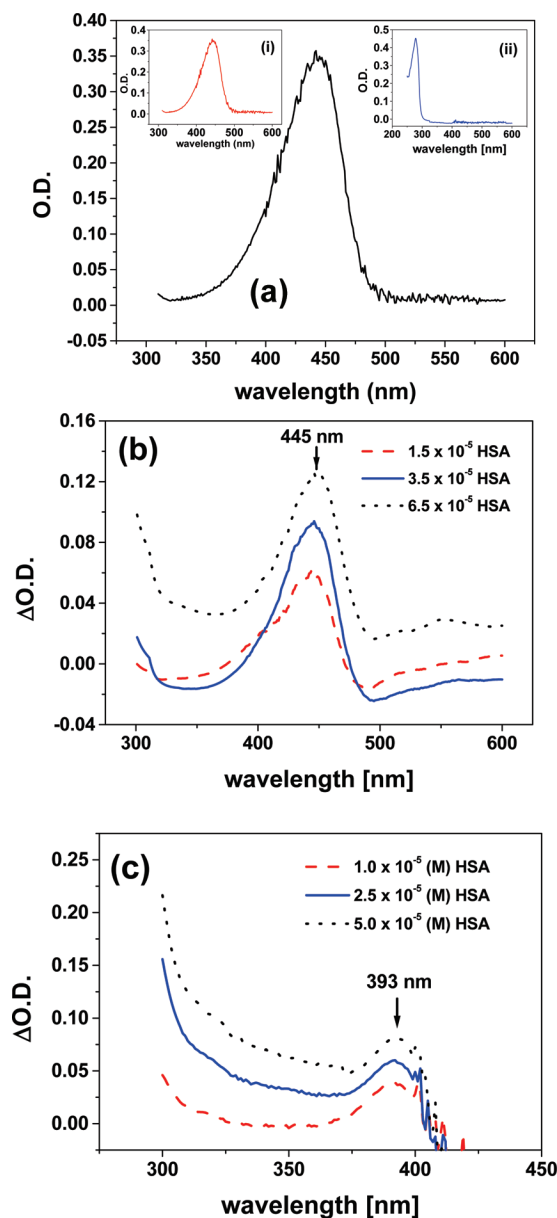 0.40
0.35
0.30
0.25
0.20
0.15
0.10
0.05
0.00
-0.05
O.D.
300 350 400 450 500 550 600
wavelength (nm)
(a)
(i)
0.4
0.3
0.2
0.1
0.0
O.D.
300 400 500 600
wavelength (nm)
(ii)
0.5
0.4
0.3
0.2
0.1
0.0
O.D.
200 300 400 500 600
wavelength [nm]
(b)
445 nm
1.5 x 10⁻⁵ HSA
3.5 x 10⁻⁵ HSA
6.5 x 10⁻⁵ HSA
0.16
0.12
0.08
0.04
0.00
-0.04
ΔO.D.
300 400 500 600
wavelength [nm]
(c)
1.0 x 10⁻⁵ (M) HSA
2.5 x 10⁻⁵ (M) HSA
5.0 x 10⁻⁵ (M) HSA
393 nm
0.25
0.20
0.15
0.10
0.05
0.00
ΔO.D.
300 350 400 450
wavelength [nm]